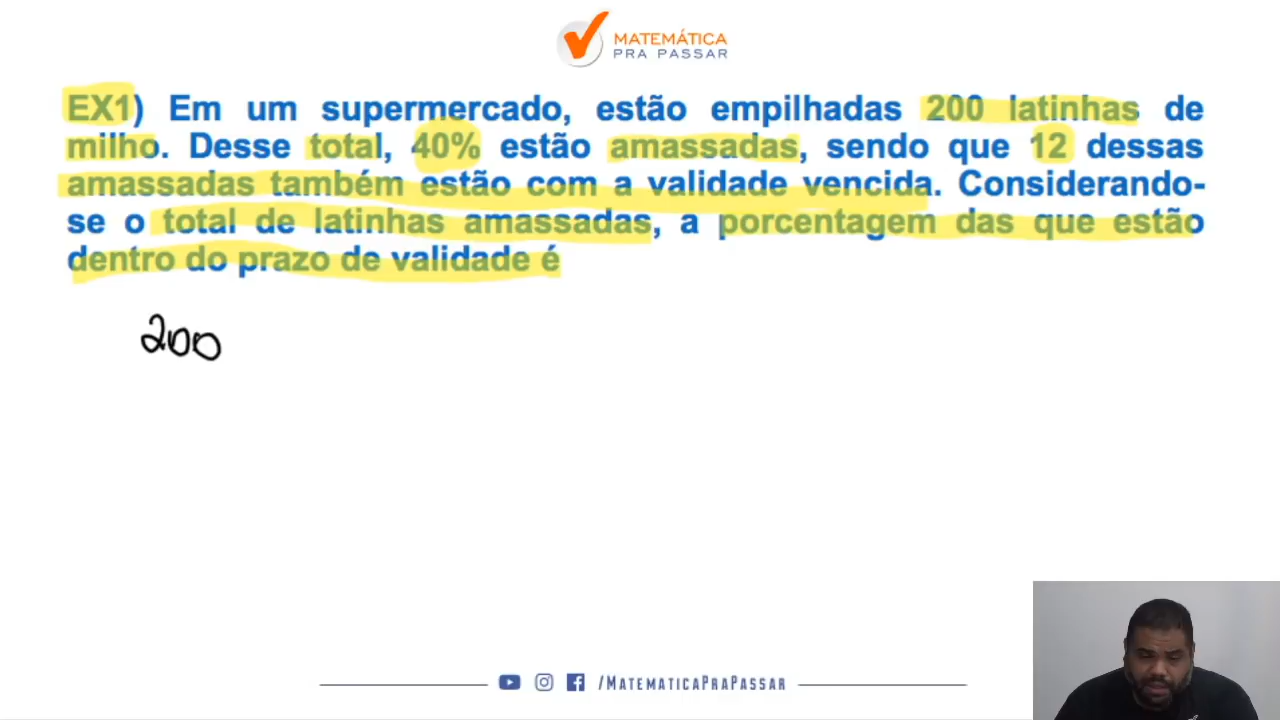 MATEMÁTICA
PRA PASSAR
EX1) Em um supermercado, estão empilhadas 200 latinhas de
milho. Desse total, 40% estão amassadas, sendo que 12 dessas
amassadas também estão com a validade vencida. Considerando-
se o total de latinhas amassadas, a porcentagem das que estão
dentro do prazo de validade é
200
/MATEMATICAPRAPASSAR